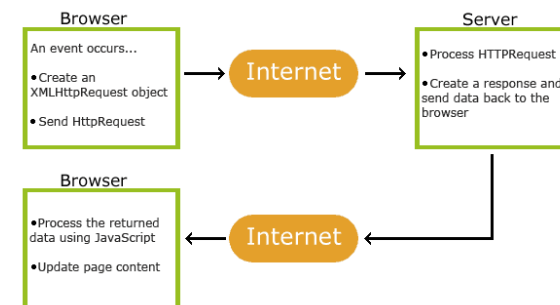 Browser
An event occurs...
•Create an
XMLHttpRequest object
• Send HttpRequest
Internet
Server
•Process HTTPRequest
•Create a response and
send data back to the
browser
Browser
•Process the returned
data using JavaScript
•Update page content
Internet